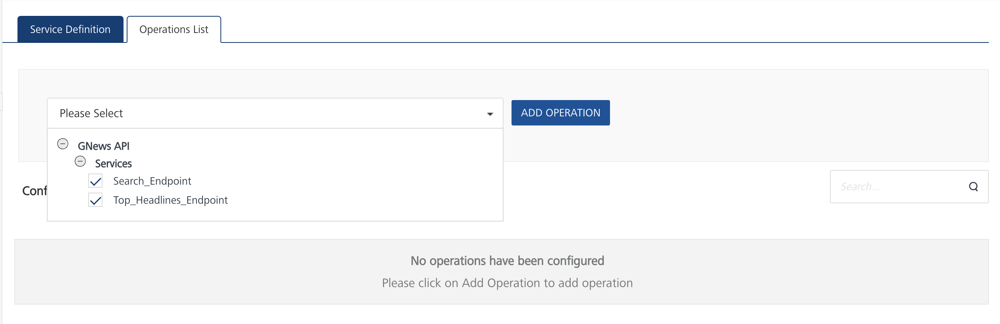 Service Definition
Operations List
Please Select
ADD OPERATION
GNews API
Services
Search_Endpoint
Top_Headlines_Endpoint
Search...
No operations have been configured
Please click on Add Operation to add operation